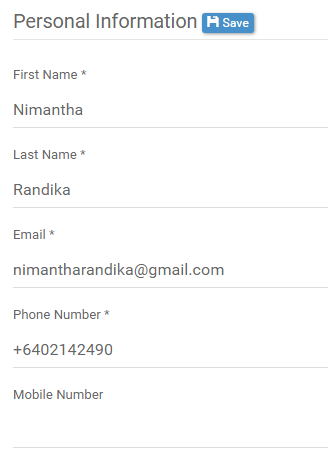 Personal Information Save
First Name *
Nimantha
Last Name *
Randika
Email *
nimantharandika@gmail.com
Phone Number *
+6402142490
Mobile Number